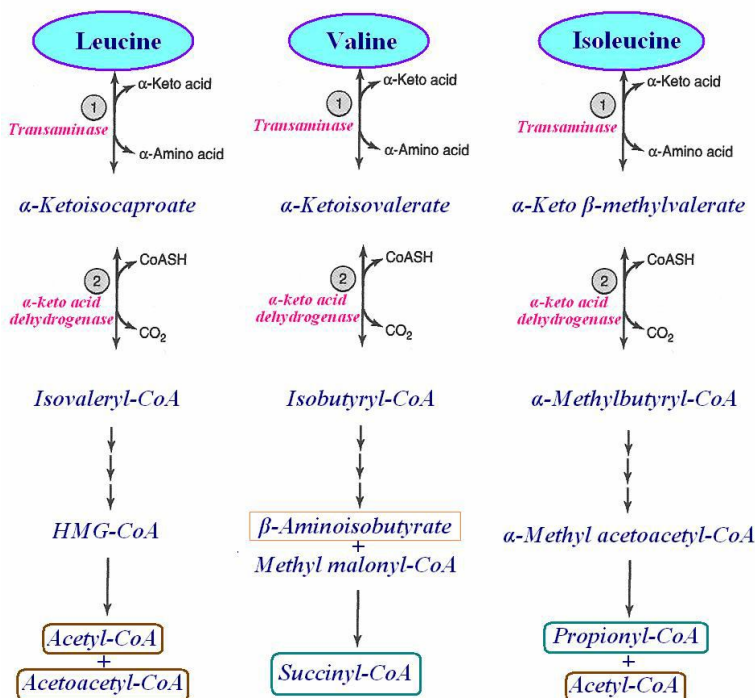 Leucine
α-Keto acid
1
Transaminase
α-Amino acid
α-Ketoisocaproate
CoASH
2
α-keto acid
dehydrogenase
CO2
Isovaleryl-CoA
HMG-CoA
Acetyl-CoA
+
Acetoacetyl-CoA
Valine
α-Keto acid
1
Transaminase
α-Amino acid
α-Ketoisovalerate
CoASH
2
α-keto acid
dehydrogenase
CO2
Isobutyryl-CoA
β-Aminoisobutyrate
+
Methyl malonyl-CoA
Succinyl-CoA
Isoleucine
α-Keto acid
1
Transaminase
α-Amino acid
α-Keto β-methylvalerate
CoASH
2
α-keto acid
dehydrogenase
CO2
α-Methylbutyryl-CoA
α-Methyl acetoacetyl-CoA
Propionyl-CoA
+
Acetyl-CoA